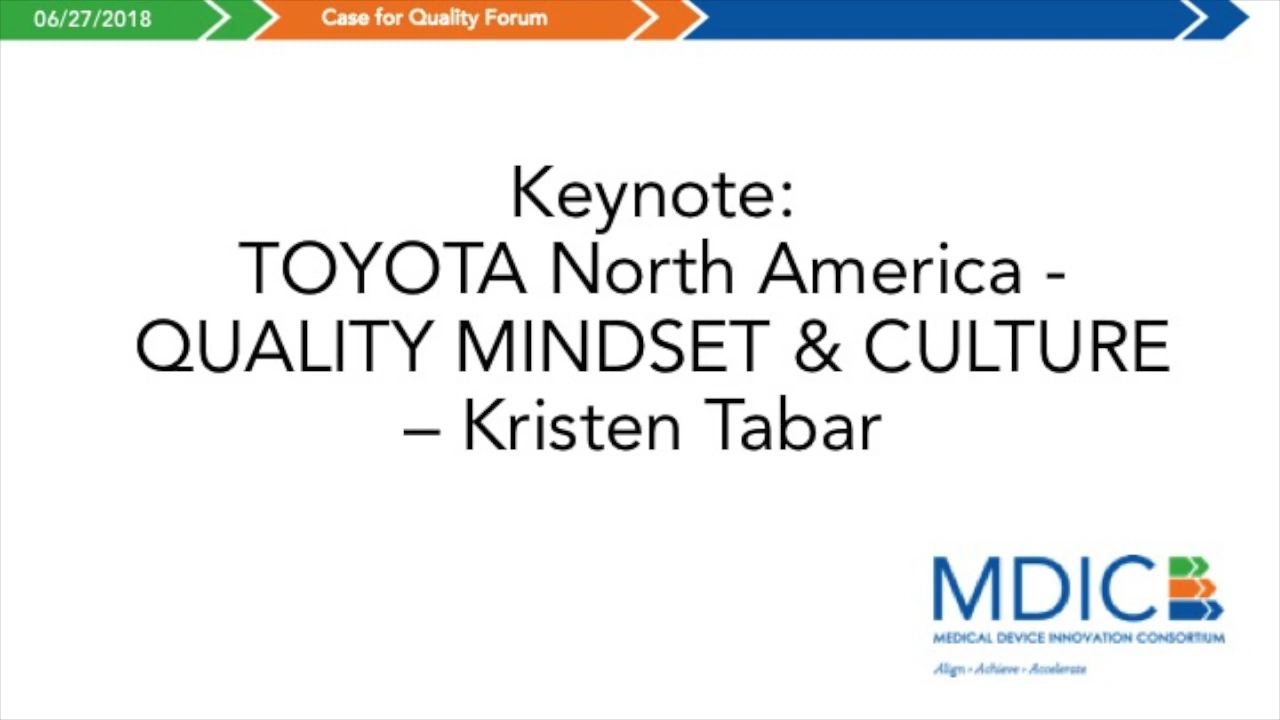 06/27/2018
Case for Quality Forum
Keynote:
TOYOTA North America -
QUALITY MINDSET & CULTURE
– Kristen Tabar
MDIC
MEDICAL DEVICE INNOVATION CONSORTIUM
Align • Achieve • Accelerate